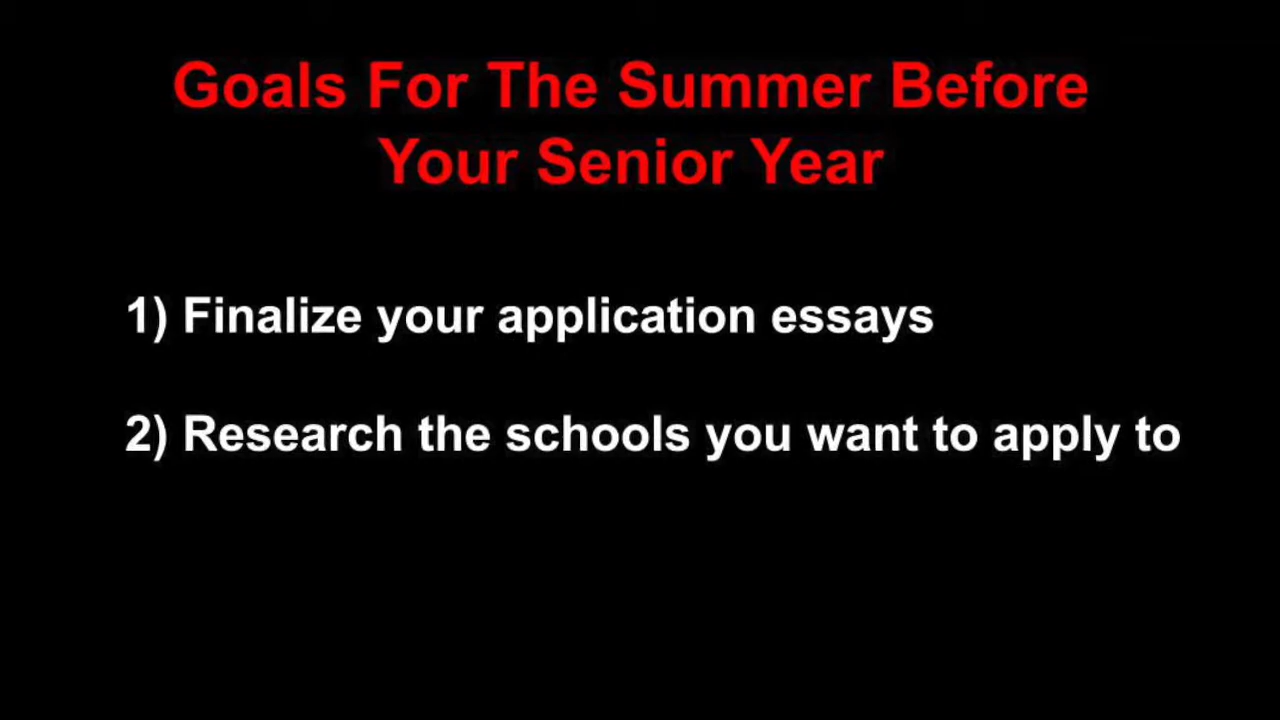 Goals For The Summer Before
Your Senior Year
1) Finalize your application essays
2) Research the schools you want to apply to